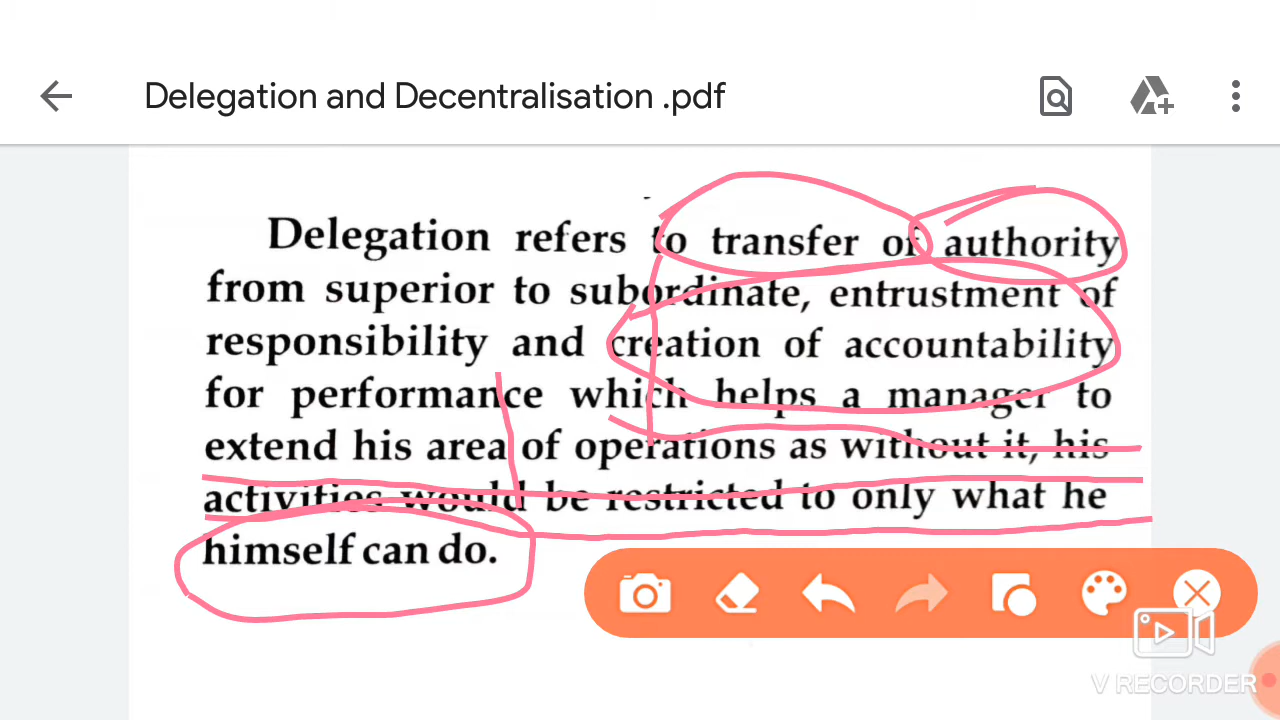 Delegation and Decentralisation .pdf
Delegation refers to transfer of authority
from superior to subordinate, entrustment of
responsibility and creation of accountability
for performance which helps a manager to
extend his area of operations as without it, his
activities would be restricted to only what he
himself can do.
V RECORDER